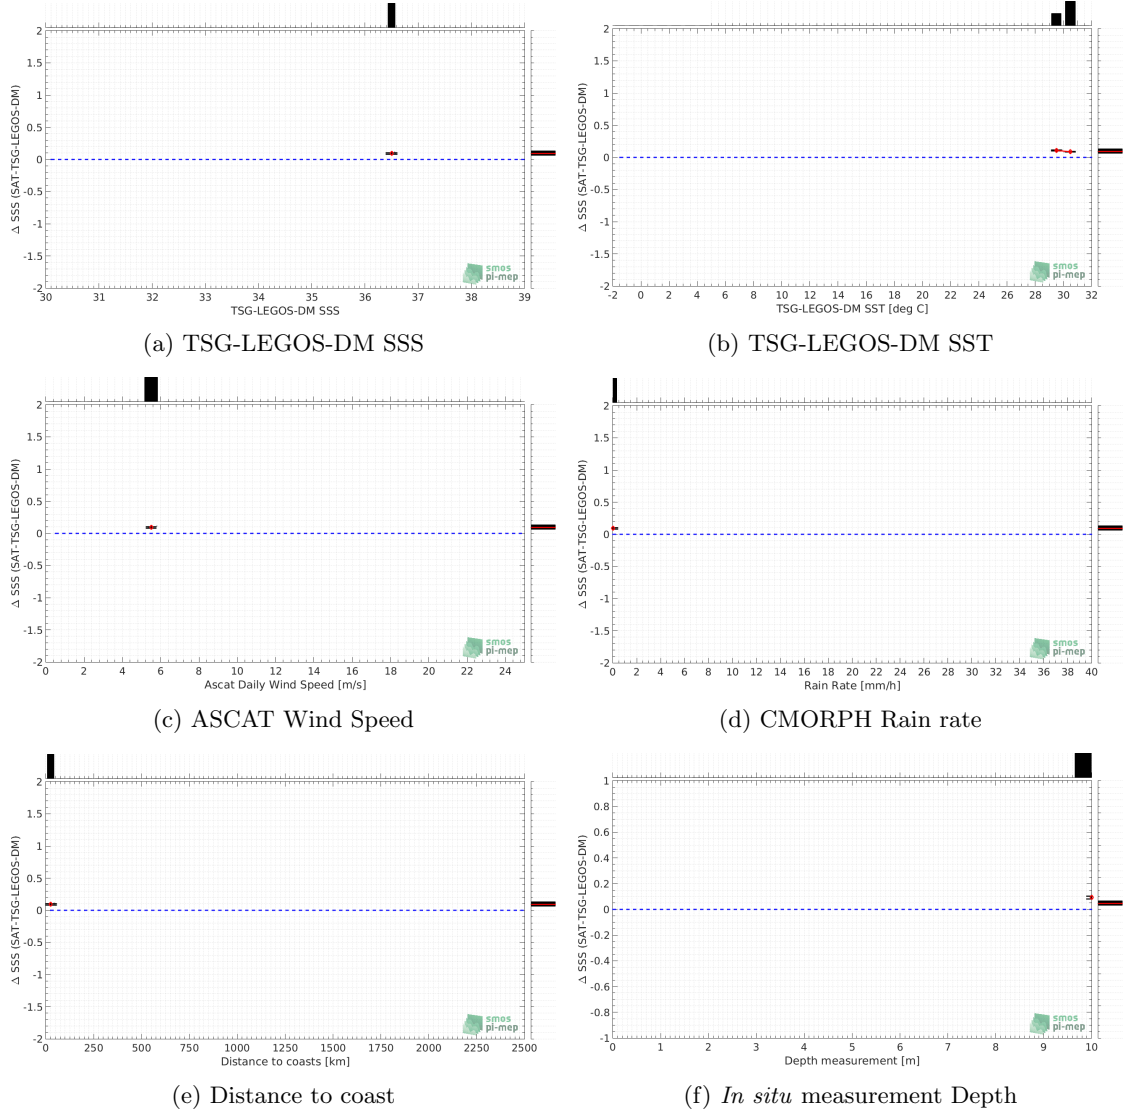 2
1.5
1
0.5
0
-0.5
-1
-1.5
-2
Δ SSS (SAT-TSG-LEGOS-DM)
30 31 32 33 34 35 36 37 38 39
TSG-LEGOS-DM SSS
smos
pi-mep
(a) TSG-LEGOS-DM SSS
2
1.5
1
0.5
0
-0.5
-1
-1.5
-2
Δ SSS (SAT-TSG-LEGOS-DM)
-2 0 2 4 6 8 10 12 14 16 18 20 22 24 26 28 30 32
TSG-LEGOS-DM SST [deg C]
smos
pi-mep
(b) TSG-LEGOS-DM SST
2
1.5
1
0.5
0
-0.5
-1
-1.5
-2
Δ SSS (SAT-TSG-LEGOS-DM)
0 2 4 6 8 10 12 14 16 18 20 22 24
Ascat Daily Wind Speed [m/s]
smos
pi-mep
(c) ASCAT Wind Speed
2
1.5
1
0.5
0
-0.5
-1
-1.5
-2
Δ SSS (SAT-TSG-LEGOS-DM)
0 2 4 6 8 10 12 14 16 18 20 22 24 26 28 30 32 34 36 38 40
Rain Rate [mm/h]
smos
pi-mep
(d) CMORPH Rain rate
2
1.5
1
0.5
0
-0.5
-1
-1.5
-2
Δ SSS (SAT-TSG-LEGOS-DM)
0 250 500 750 1000 1250 1500 1750 2000 2250 2500
Distance to coasts [km]
smos
pi-mep
(e) Distance to coast
1
0.8
0.6
0.4
0.2
0
-0.2
-0.4
-0.6
-0.8
-1
Δ SSS (SAT-TSG-LEGOS-DM)
0 1 2 3 4 5 6 7 8 9 10
Depth measurement [m]
smos
pi-mep
(f) In situ measurement Depth